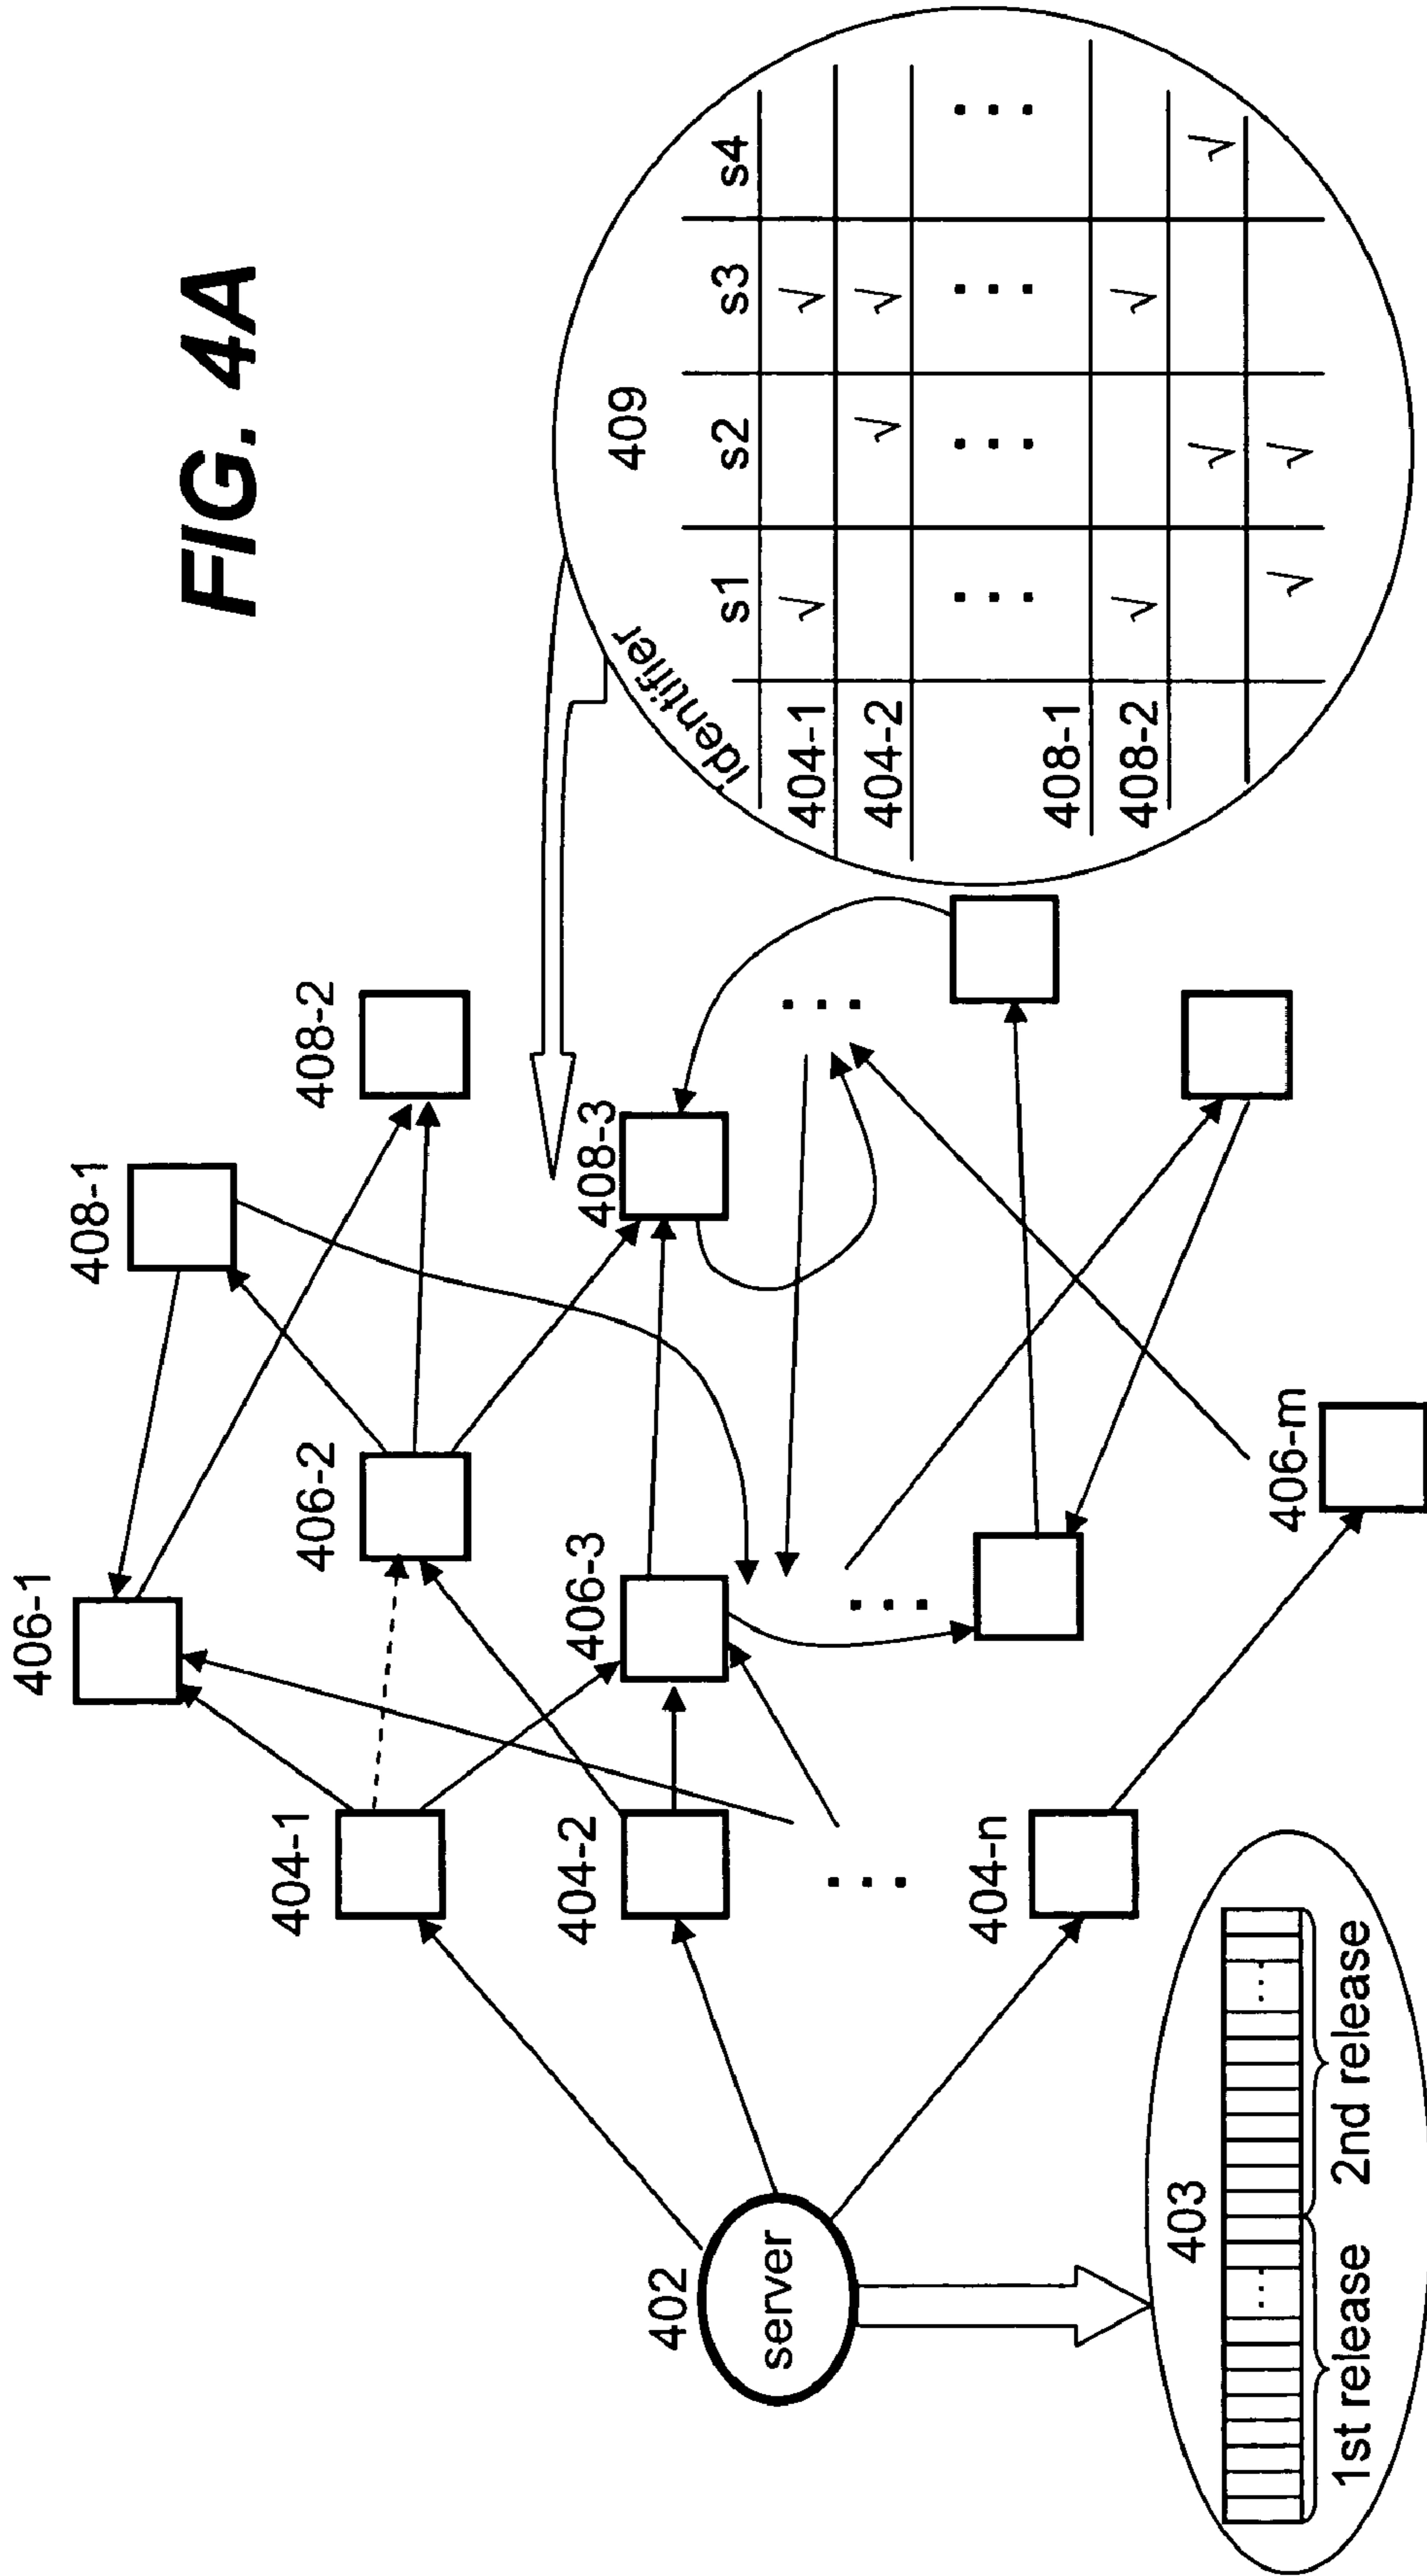 FIG. 4A
406-1
408-1
406-2
408-2
404-1
406-3
408-3
404-2
...
...
...
402
server
404-n
406-m
403
...
...
1st release
2nd release
409
identifier
s1
s2
s3
s4
404-1 √ √
404-2 √ √
... ... ... ...
408-1
408-2 √ √
√ √
√ √